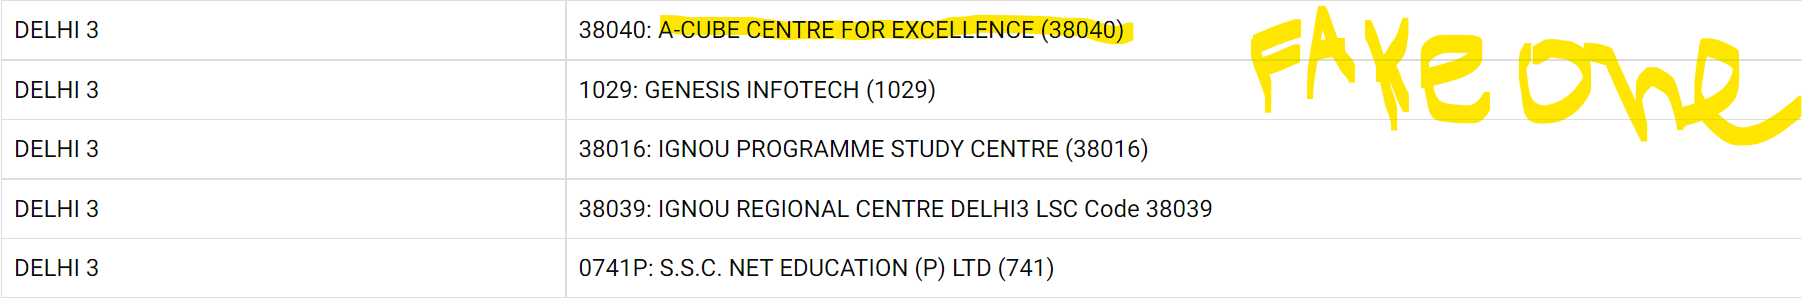 DELHI 3 38040: A-CUBE CENTRE FOR EXCELLENCE (38040)
FAKe one
DELHI 3 1029: GENESIS INFOTECH (1029)
DELHI 3 38016: IGNOU PROGRAMME STUDY CENTRE (38016)
DELHI 3 38039: IGNOU REGIONAL CENTRE DELHI3 LSC Code 38039
DELHI 3 0741P: S.S.C. NET EDUCATION (P) LTD (741)